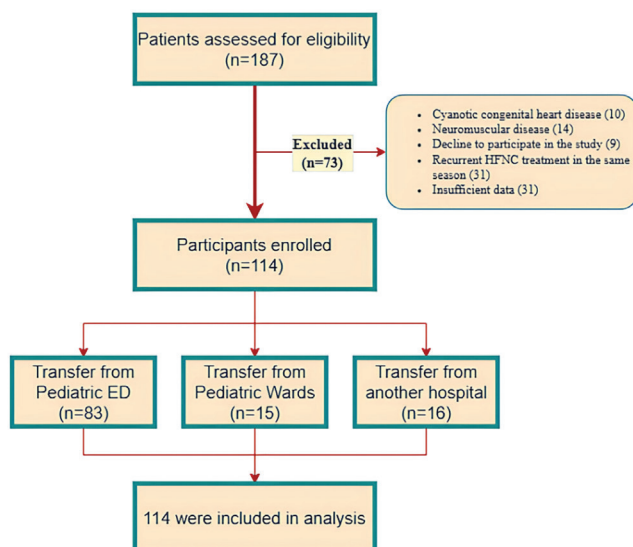 Patients assessed for eligibility
(n=187)
Excluded
(n=73)
• Cyanotic congenital heart disease (10)
• Neuromuscular disease (14)
• Decline to participate in the study (9)
• Recurrent HFNC treatment in the same
season (31)
• Insufficient data (31)
Participants enrolled
(n=114)
Transfer from
Pediatric ED
(n=83)
Transfer from
Pediatric Wards
(n=15)
Transfer from
another hospital
(n=16)
114 were included in analysis